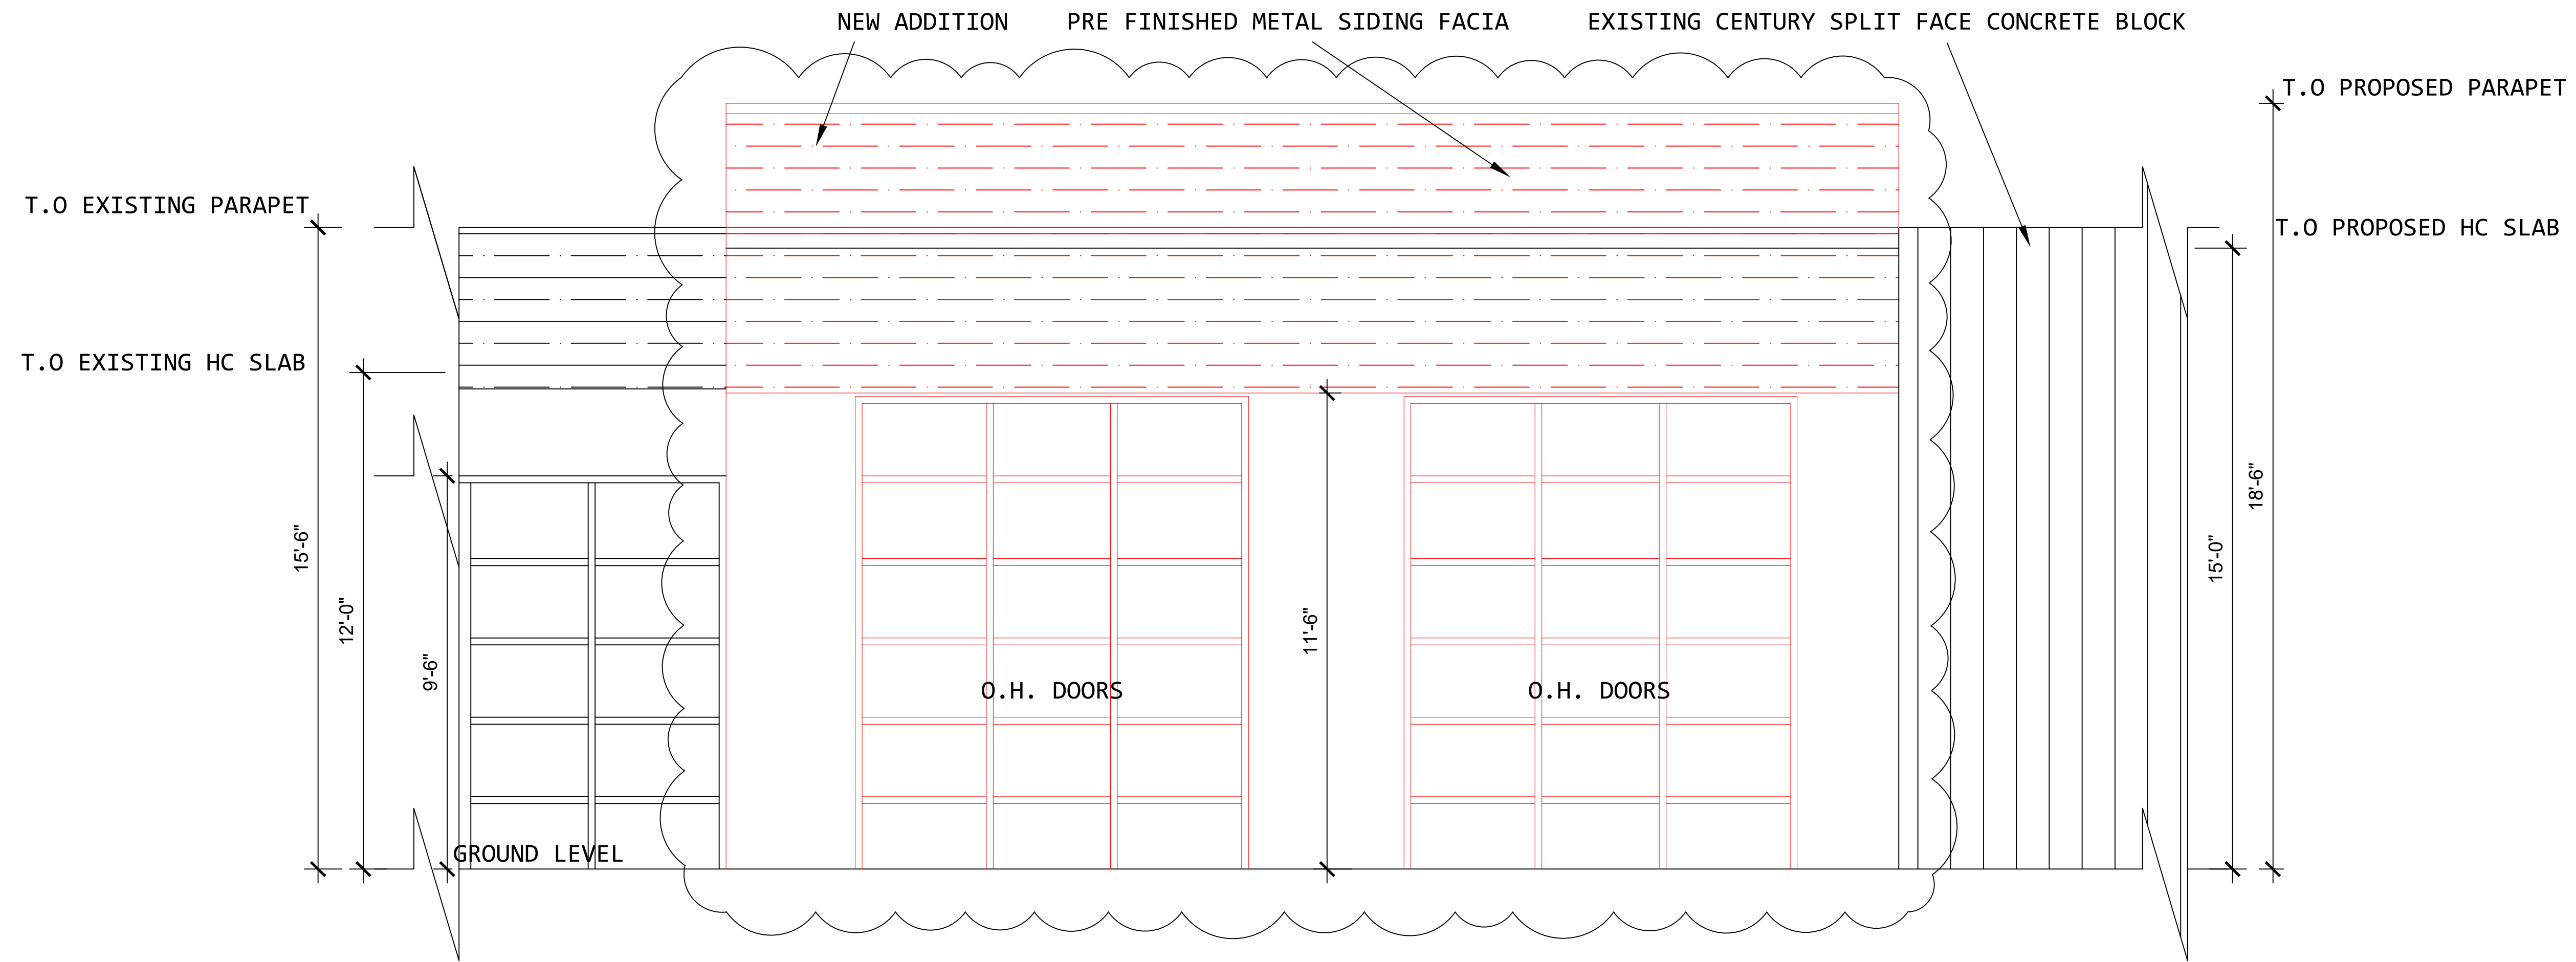 NEW ADDITION
PRE FINISHED METAL SIDING FACIA
EXISTING CENTURY SPLIT FACE CONCRETE BLOCK
T.O PROPOSED PARAPET
T.O EXISTING PARAPET
T.O PROPOSED HC SLAB
T.O EXISTING HC SLAB
15'-6"
12'-0"
9'-6"
11'-6"
15'-0"
18'-6"
O.H. DOORS
O.H. DOORS
GROUND LEVEL